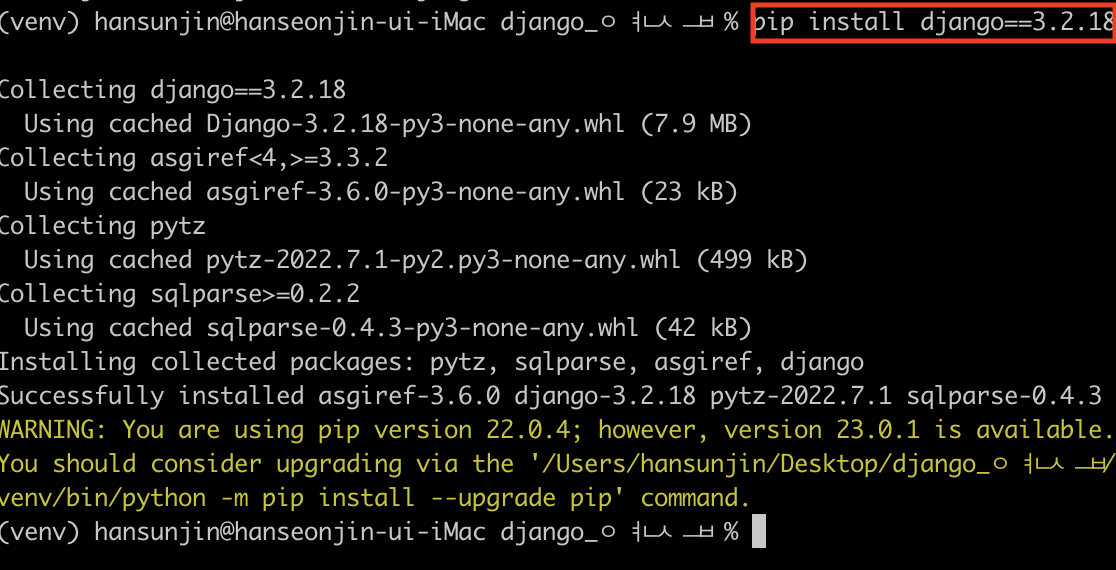 (venv) hansunjin@hanseonjin-ui-iMac django_ㅇㅕㄴㅅㅡㅂ % pip install django==3.2.18
Collecting django==3.2.18
Using cached Django-3.2.18-py3-none-any.whl (7.9 MB)
Collecting asgiref<4,>=3.3.2
Using cached asgiref-3.6.0-py3-none-any.whl (23 kB)
Collecting pytz
Using cached pytz-2022.7.1-py2.py3-none-any.whl (499 kB)
Collecting sqlparse>=0.2.2
Using cached sqlparse-0.4.3-py3-none-any.whl (42 kB)
Installing collected packages: pytz, sqlparse, asgiref, django
Successfully installed asgiref-3.6.0 django-3.2.18 pytz-2022.7.1 sqlparse-0.4.3
WARNING: You are using pip version 22.0.4; however, version 23.0.1 is available.
You should consider upgrading via the '/Users/hansunjin/Desktop/django_ㅇㅕㄴㅅㅡㅂ/
venv/bin/python -m pip install --upgrade pip' command.
(venv) hansunjin@hanseonjin-ui-iMac django_ㅇㅕㄴㅅㅡㅂ %